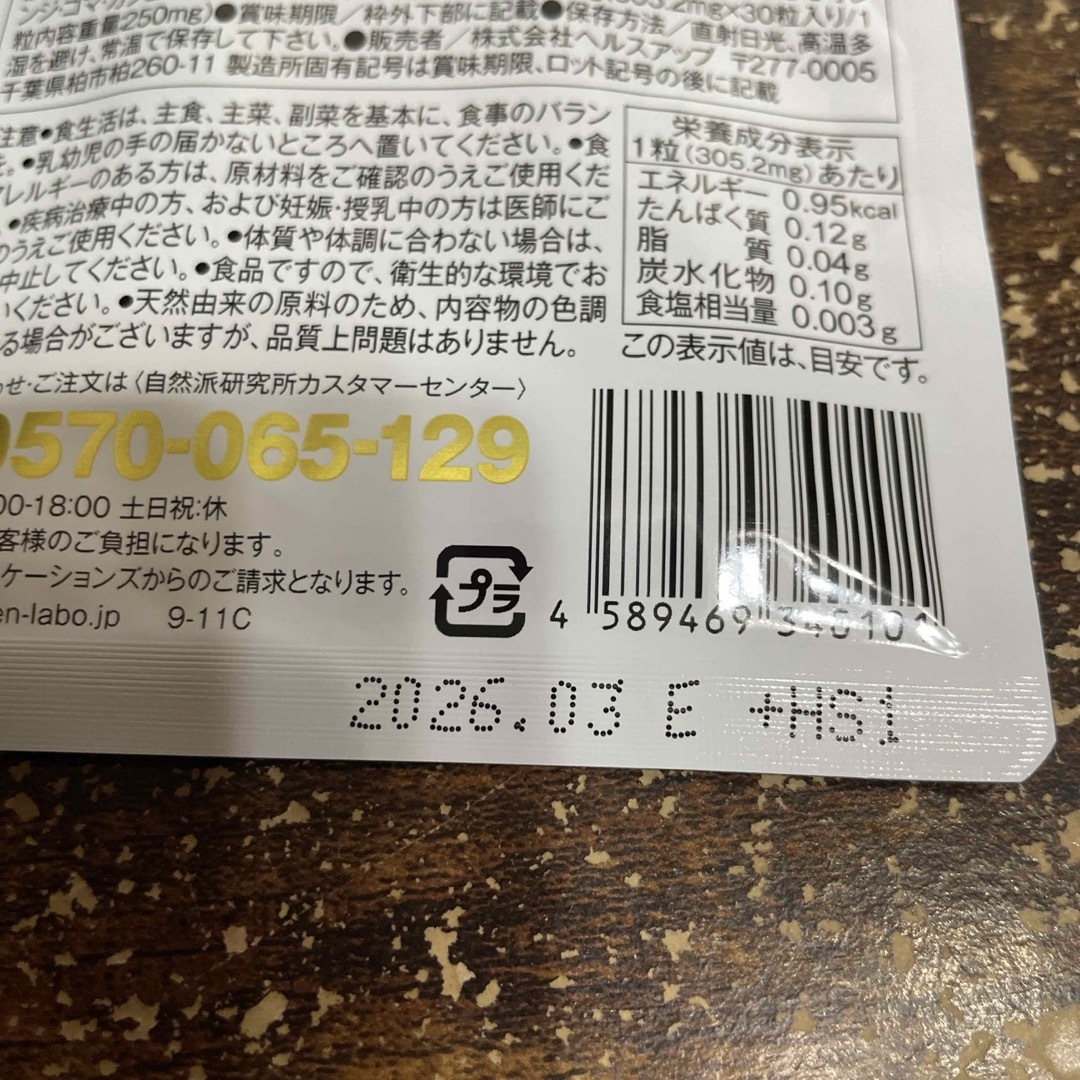 粒内容量250mg)●賞味期限／枠外下部に記載●保存方法／直射日光、高温多
湿を避け、常温で保存して下さい。●販売者／株式会社ヘルスアップ 〒277-0005
千葉県柏市柏260-11 製造所固有記号は賞味期限、ロット記号の後に記載
注意●食生活は、主食、主菜、副菜を基本に、食事のバラン
を。●乳幼児の手の届かないところへ置いてください。●食
アレルギーのある方は、原材料をご確認のうえご使用くだ
●疾病治療中の方、および妊娠・授乳中の方は医師にご
のうえご使用ください。●体質や体調に合わない場合は、
中止してください。●食品ですので、衛生的な環境でお
いください。●天然由来の原料のため、内容物の色調
る場合がございますが、品質上問題はありません。
栄養成分表示
1粒(305.2mg)あたり
エネルギー 0.95kcal
たんぱく質 0.12g
脂質 0.04g
炭水化物 0.10g
食塩相当量 0.003g
この表示値は、目安です。
わせ・ご注文は〈自然派研究所カスタマーセンター〉
0570-065-129
00-18:00 土日祝:休
客様のご負担になります。
ケーションズからのご請求となります。
en-labo.jp 9-11C
プラ
4 589469 340101
2026.03 E +HS1